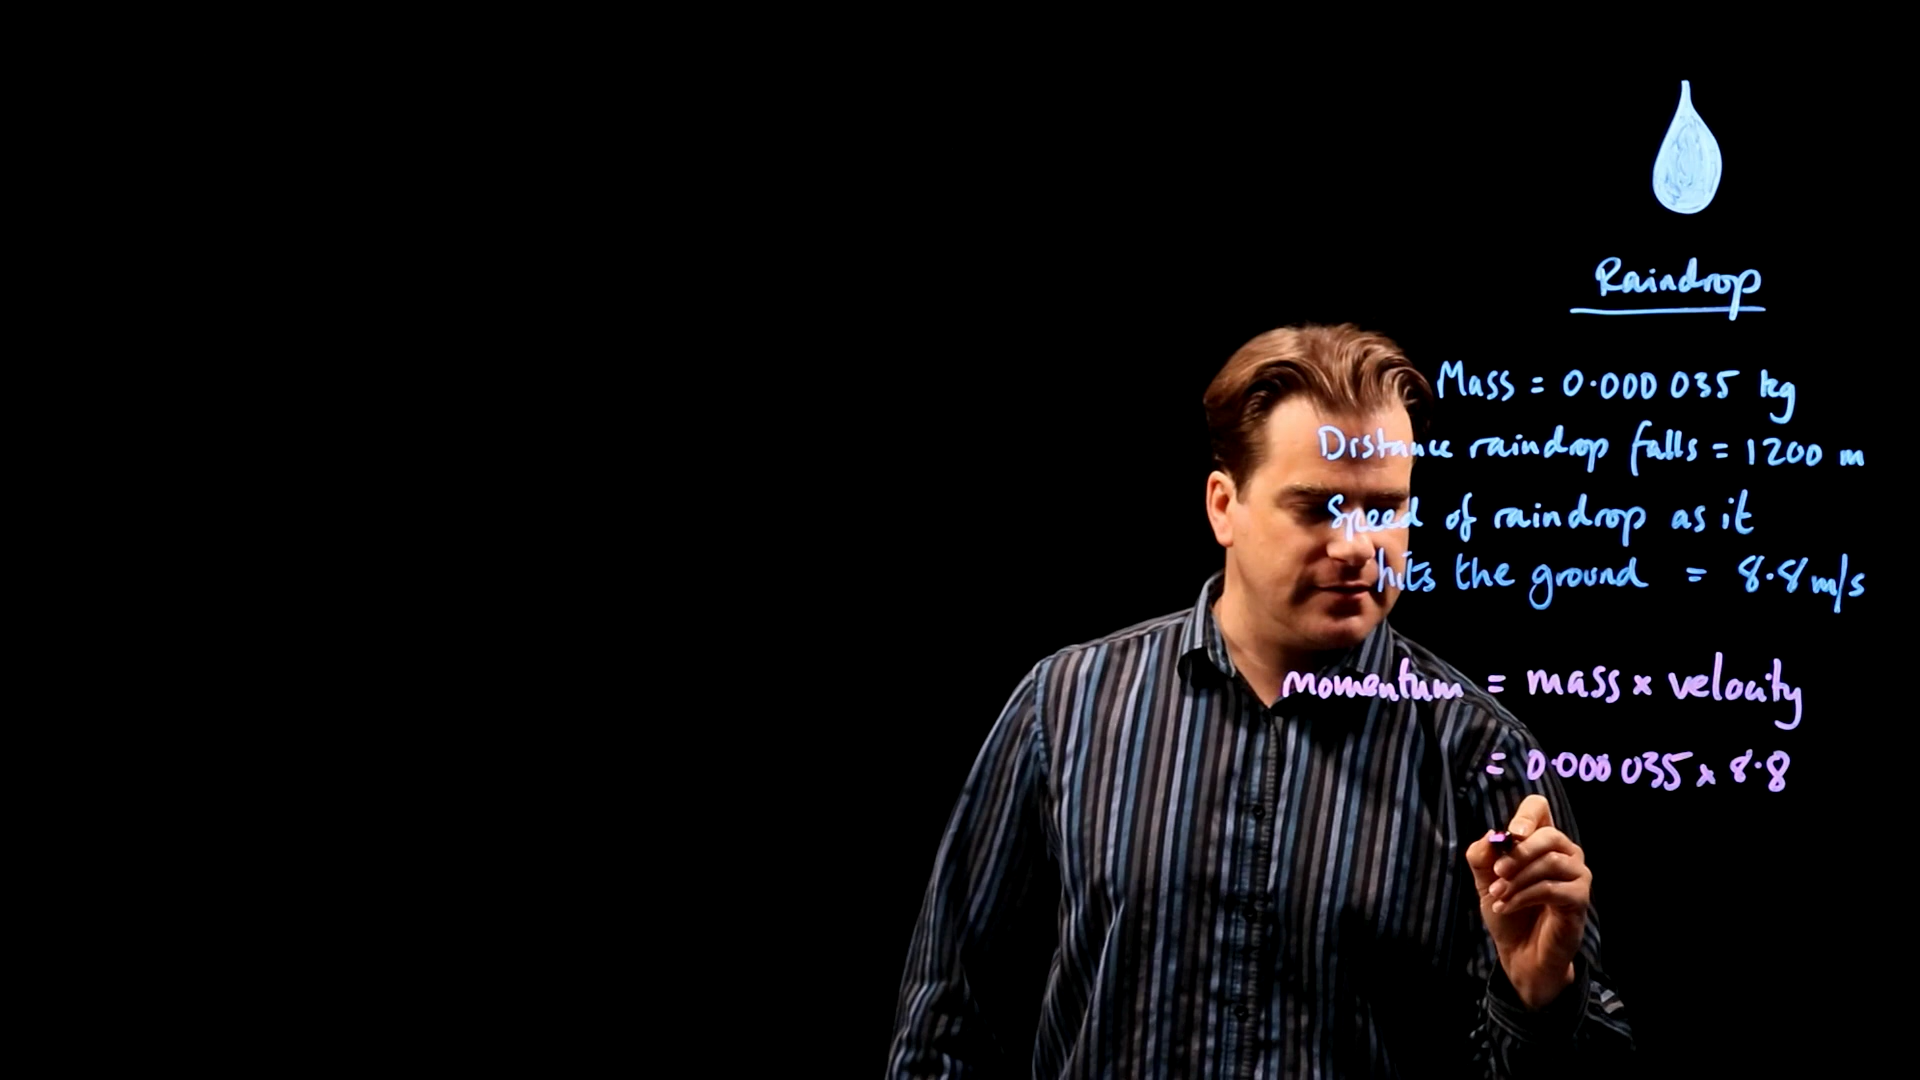 Raindrop
Mass = 0.000 035 kg
Distance raindrop falls = 1200 m
Speed of raindrop as it
hits the ground = 8.8 m/s
momentum = mass x velocity
= 0.000 035 x 8.8